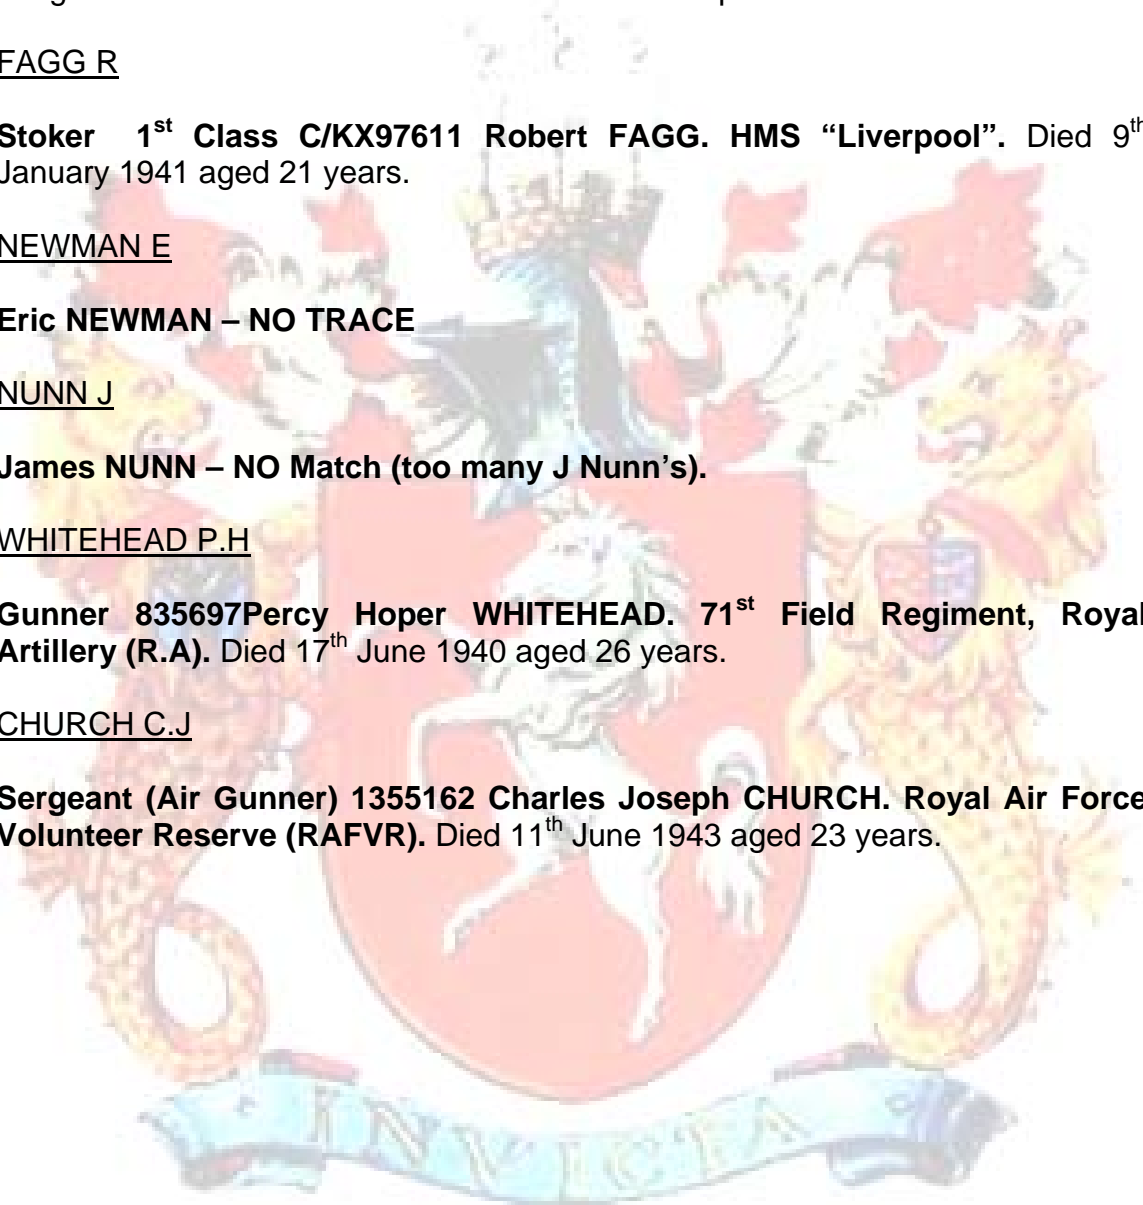 FAGG R
Stoker 1st Class C/KX97611 Robert FAGG. HMS “Liverpool”. Died 9th
January 1941 aged 21 years.
NEWMAN E
Eric NEWMAN – NO TRACE
NUNN J
James NUNN – NO Match (too many J Nunn’s).
WHITEHEAD P.H
Gunner 835697Percy Hoper WHITEHEAD. 71st Field Regiment, Royal
Artillery (R.A). Died 17th June 1940 aged 26 years.
CHURCH C.J
Sergeant (Air Gunner) 1355162 Charles Joseph CHURCH. Royal Air Force
Volunteer Reserve (RAFVR). Died 11th June 1943 aged 23 years.
INVICTA